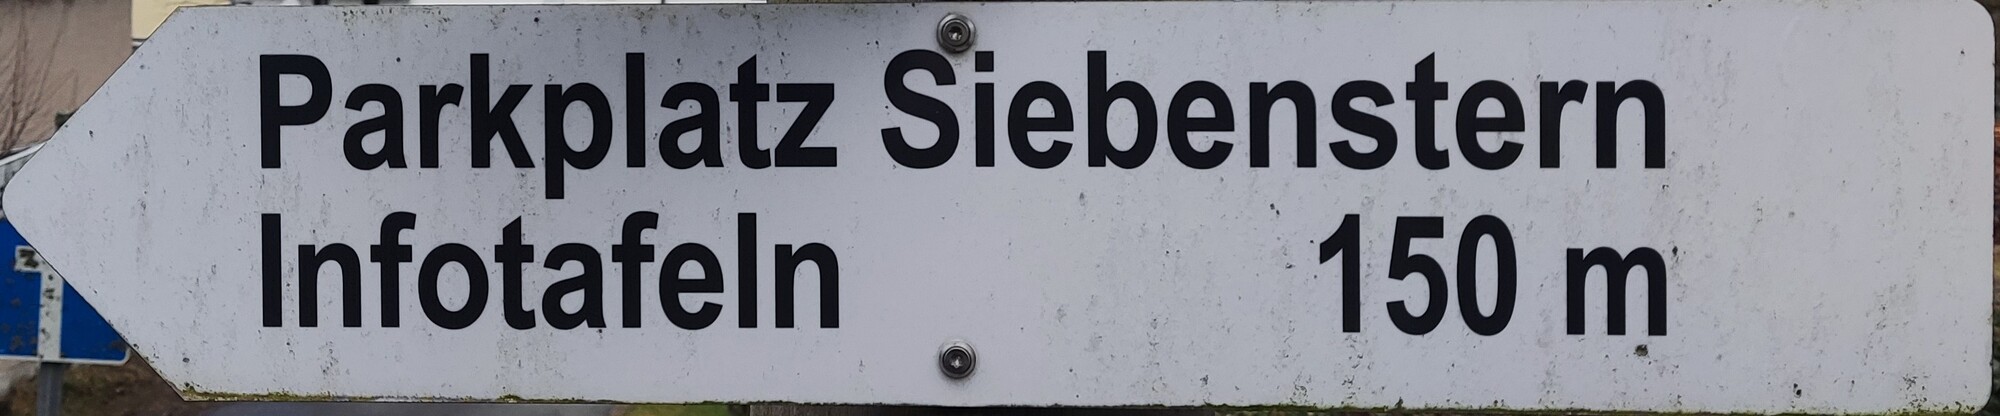 Parkplatz Siebenstern
Infotafeln 150 m